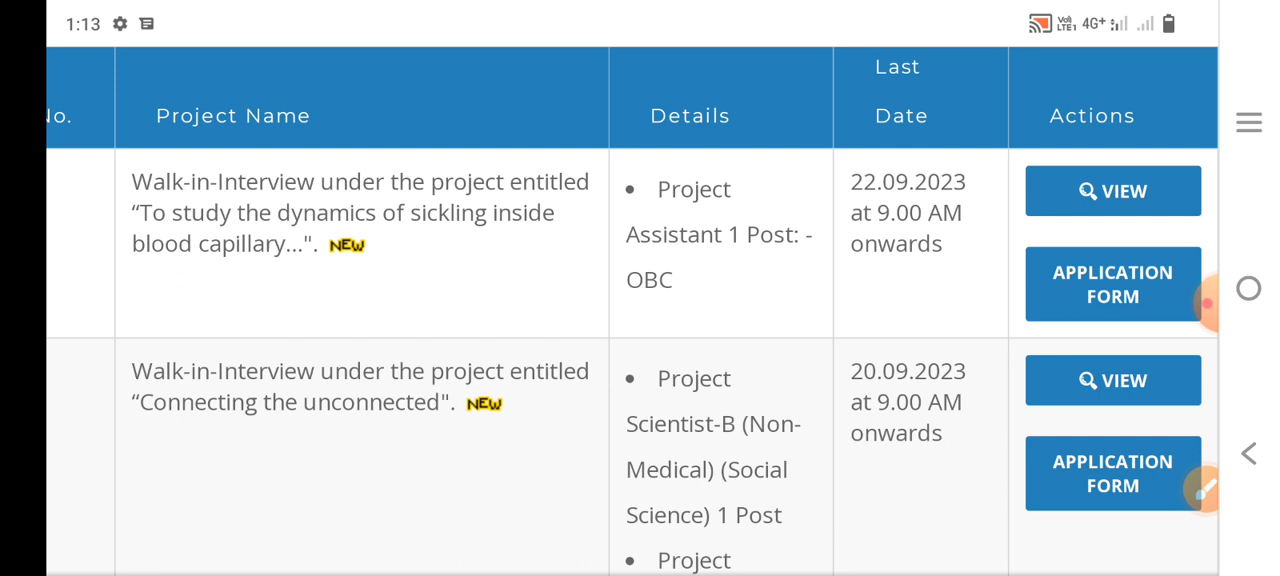 1:13
Vo) LTE1 4G+
No. Project Name Details Last Date Actions
Walk-in-Interview under the project entitled
“To study the dynamics of sickling inside
blood capillary...". NEW
• Project
Assistant 1 Post: -
OBC
22.09.2023
at 9.00 AM
onwards
VIEW
APPLICATION
FORM
Walk-in-Interview under the project entitled
“Connecting the unconnected". NEW
• Project
Scientist-B (Non-
Medical) (Social
Science) 1 Post
• Project
20.09.2023
at 9.00 AM
onwards
VIEW
APPLICATION
FORM